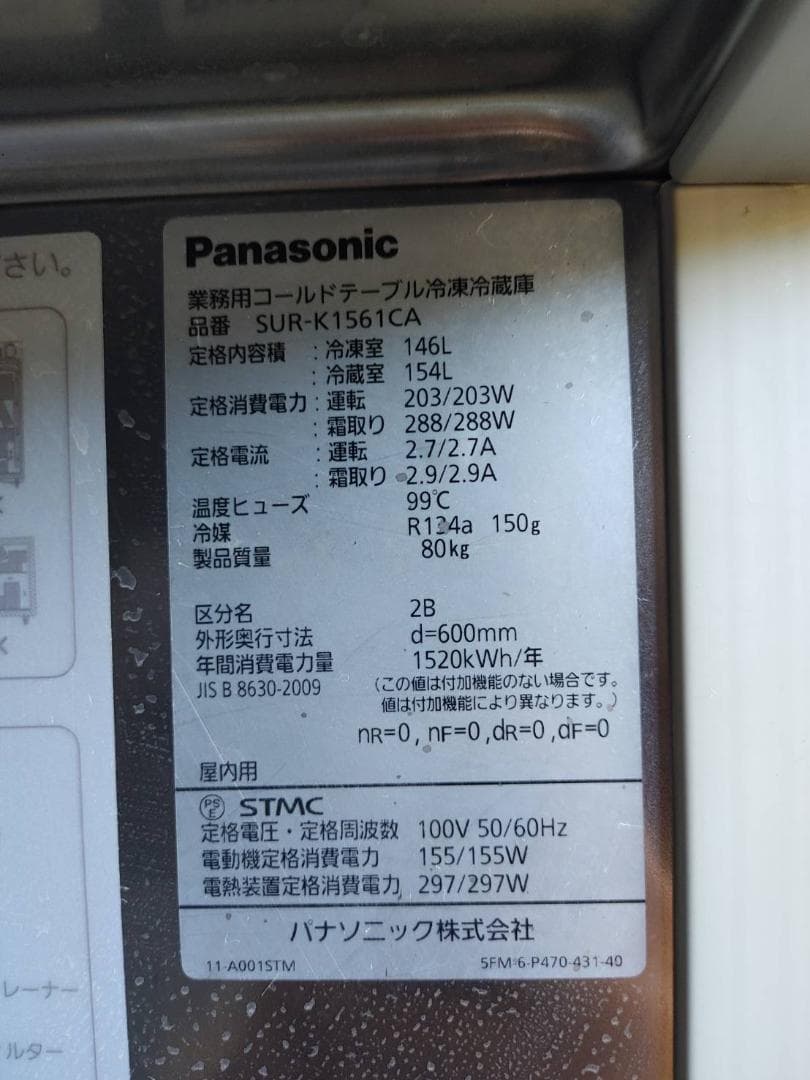 さい。
Panasonic
業務用コールドテーブル冷凍冷蔵庫
品番 SUR-K1561CA
定格内容積 : 冷凍室 146L
: 冷蔵室 154L
定格消費電力 : 運転 203/203W
: 霜取り 288/288W
定格電流 : 運転 2.7/2.7A
: 霜取り 2.9/2.9A
温度ヒューズ 99℃
冷媒 R134a 150g
製品質量 80kg
区分名 2B
外形奥行寸法 d=600mm
年間消費電力量 1520kWh/年
JIS B 8630-2009 (この値は付加機能のない場合です。
値は付加機能により異なります。)
nR=0, nF=0,dR=0,dF=0
屋内用
PSE STMC
定格電圧・定格周波数 100V 50/60Hz
電動機定格消費電力 155/155W
電熱装置定格消費電力 297/297W
パナソニック株式会社
11-A001STM 5FM-6-P470-431-40
レーナー
ルター